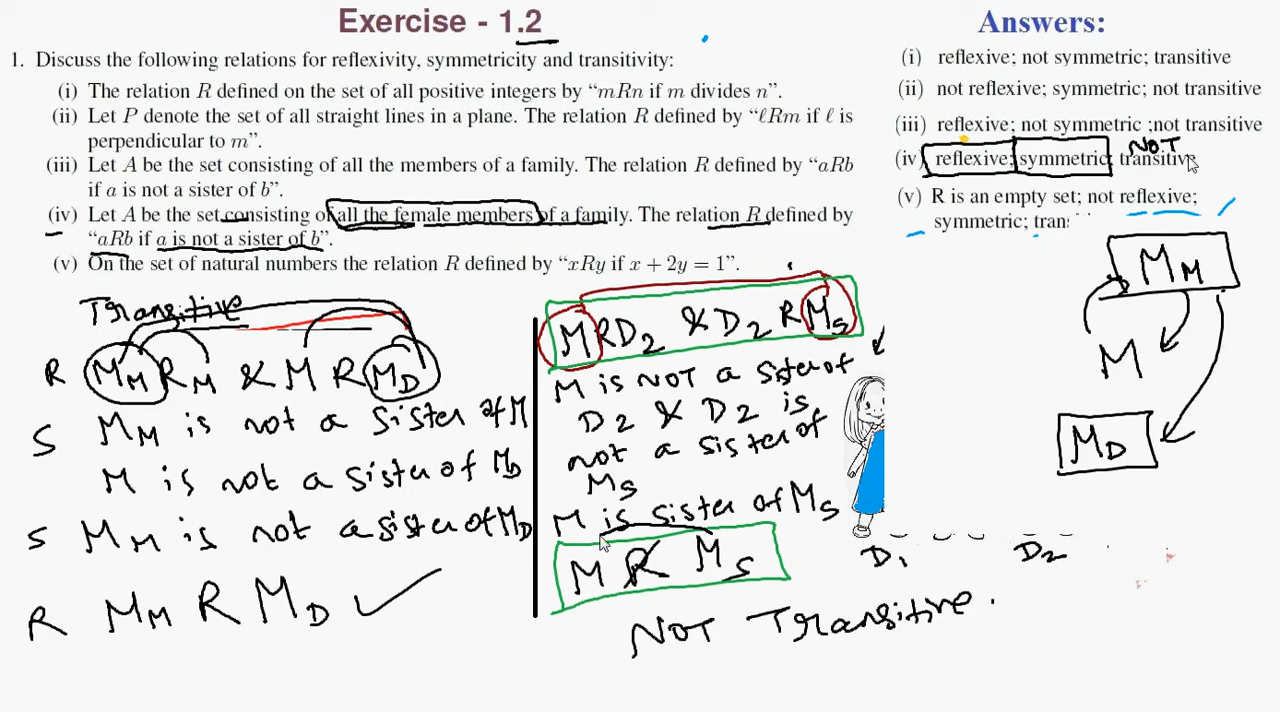 Exercise - 1.2
1. Discuss the following relations for reflexivity, symmetricity and transitivity:
(i) The relation R defined on the set of all positive integers by “mRn if m divides n”.
(ii) Let P denote the set of all straight lines in a plane. The relation R defined by “ℓRm if ℓ is
perpendicular to m”.
(iii) Let A be the set consisting of all the members of a family. The relation R defined by “aRb
if a is not a sister of b”.
(iv) Let A be the set consisting of all the female members of a family. The relation R defined by
“aRb if a is not a sister of b”.
(v) On the set of natural numbers the relation R defined by “xRy if x + 2y = 1”.
Answers:
(i) reflexive; not symmetric; transitive
(ii) not reflexive; symmetric; not transitive
(iii) reflexive; not symmetric ;not transitive
NOT
(iv) reflexive; symmetric; transitive
(v) R is an empty set; not reflexive;
symmetric; tran
Transitive
R M_M R M & M R M_D
S M_M is not a sister of M
M is not a sister of M_D
S M_M is not a sister of M_D
R M_M R M_D ✓
M R D_2 & D_2 R M_S
M is NOT a sister of
D_2 & D_2 is
not a sister of
M_S
M is sister of M_S
M R M_S
NOT Transitive.
M_M
M
M_D
D_1 D_2